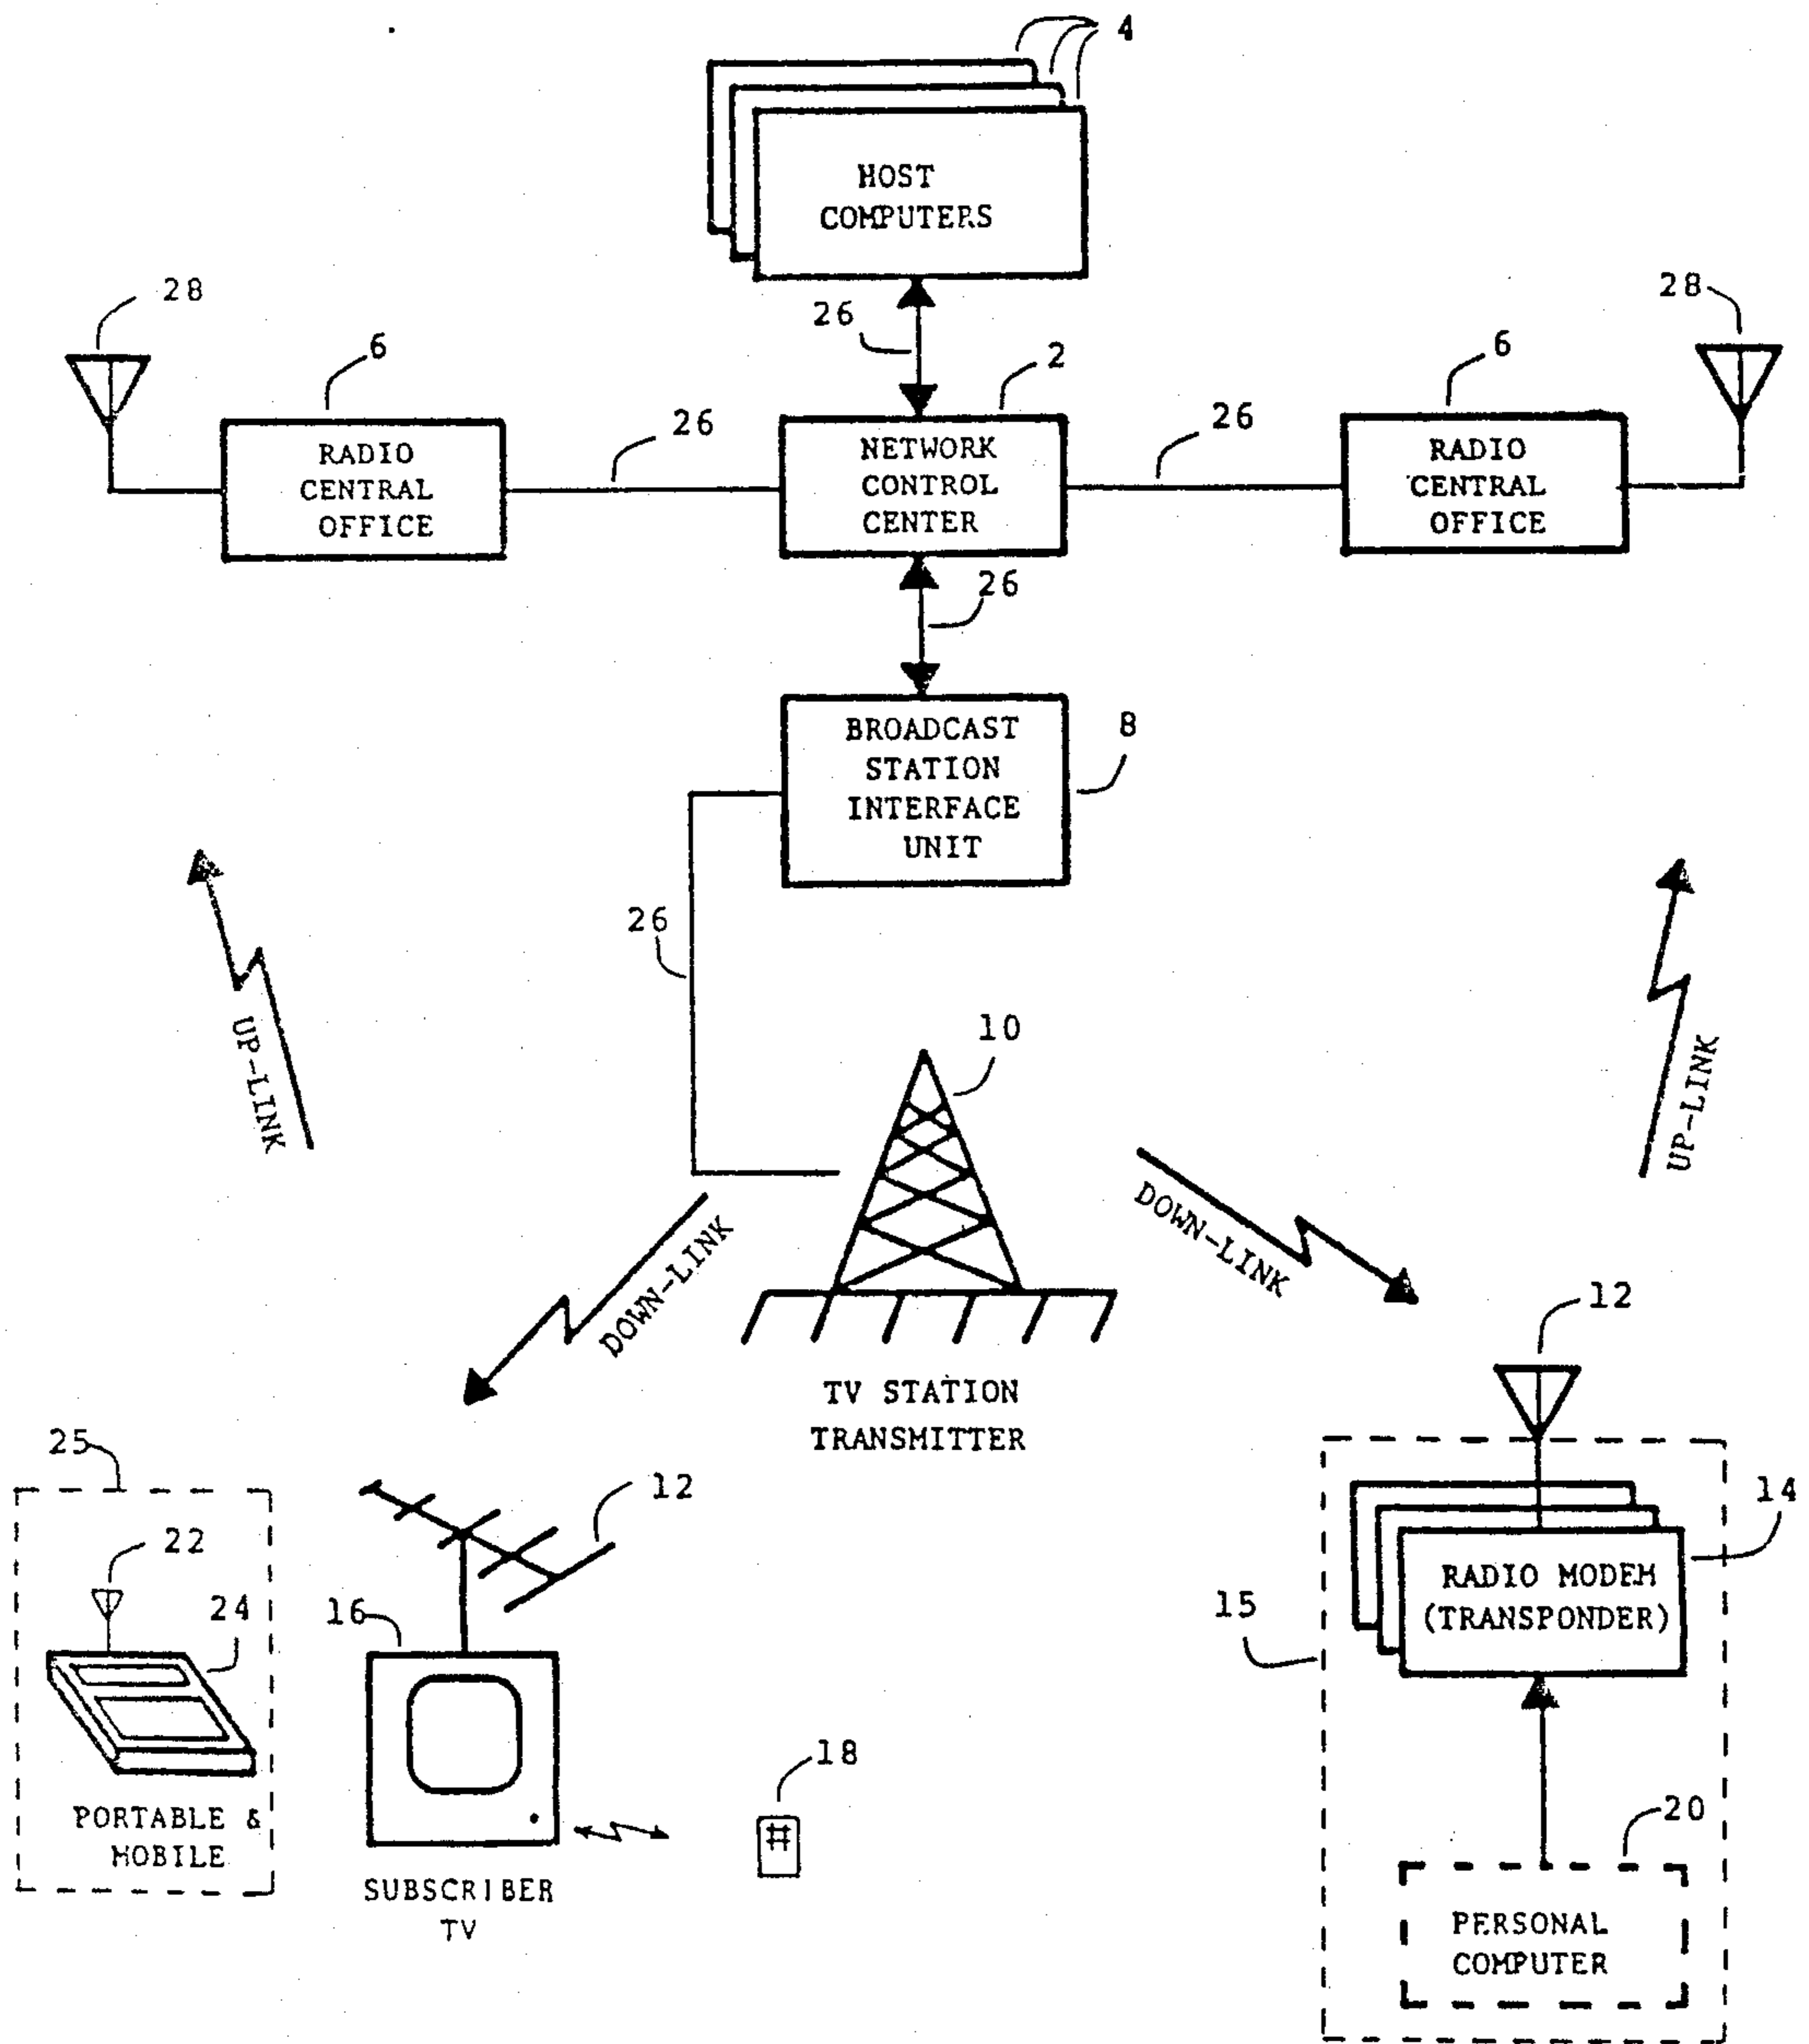 4
HOST
COMPUTERS
28
26
28
6
2
6
26
26
RADIO
CENTRAL
OFFICE
NETWORK
CONTROL
CENTER
RADIO
CENTRAL
OFFICE
26
BROADCAST
STATION
INTERFACE
UNIT
8
26
UP-LINK
10
UP-LINK
DOWN-LINK
DOWN-LINK
12
TV STATION
TRANSMITTER
25
12
14
22
RADIO MODEM
(TRANSPONDER)
24
16
15
18
PORTABLE &
MOBILE
20
SUBSCRIBER
TV
PERSONAL
COMPUTER